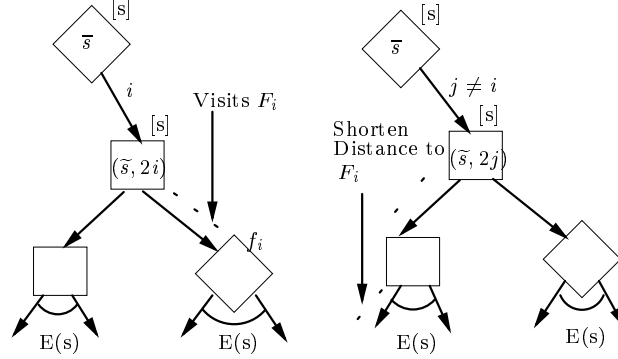 [s]
s̅
i
Visits F_i
[s]
(s̃, 2i)
f_i
E(s)
E(s)
[s]
s̅
j ≠ i
[s]
Shorten
Distance to
F_i
(s̃, 2j)
E(s)
E(s)